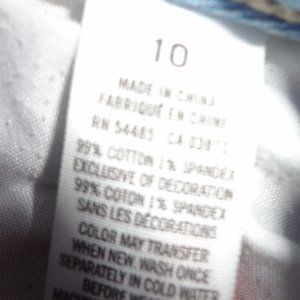 10
MADE IN CHINA
FABRIQUÉ EN CHINE
RN 54485 CA
99% COTTON 1% SPANDEX
EXCLUSIVE OF DECORATION
99% COTON 1% SPANDEX
SANS LES DÉCORATIONS
COLOR MAY TRANSFER
WHEN NEW. WASH ONCE
SEPARATELY IN COLD WATER